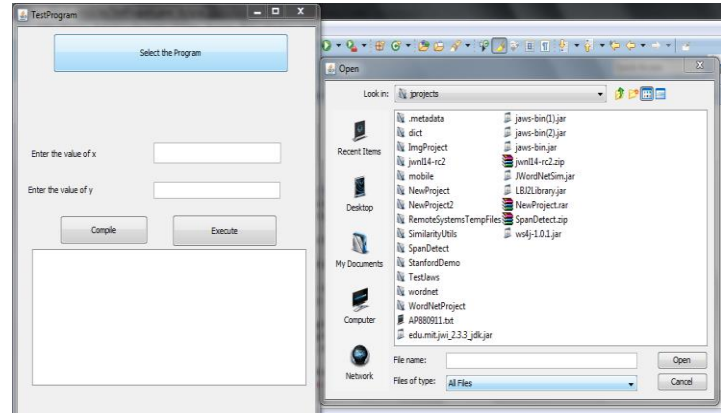 TestProgram
Select the Program
Enter the value of x
Enter the value of y
Compile
Execute
Open
Look in:
jprojects
Recent Items
Desktop
My Documents
Computer
Network
.metadata
dict
ImgProject
jwnl14-rc2
mobile
NewProject
NewProject2
RemoteSystemsTempFiles
SimilarityUtils
SpanDetect
StanfordDemo
TestJaws
wordnet
WordNetProject
AP880911.txt
edu.mit.jwi_2.3.3_jdk.jar
jaws-bin(1).jar
jaws-bin(2).jar
jaws-bin.jar
jwnl14-rc2.zip
JWordNetSim.jar
LBJ2Library.jar
NewProject.rar
SpanDetect.zip
ws4j-1.0.1.jar
File name:
Open
Files of type:
All Files
Cancel